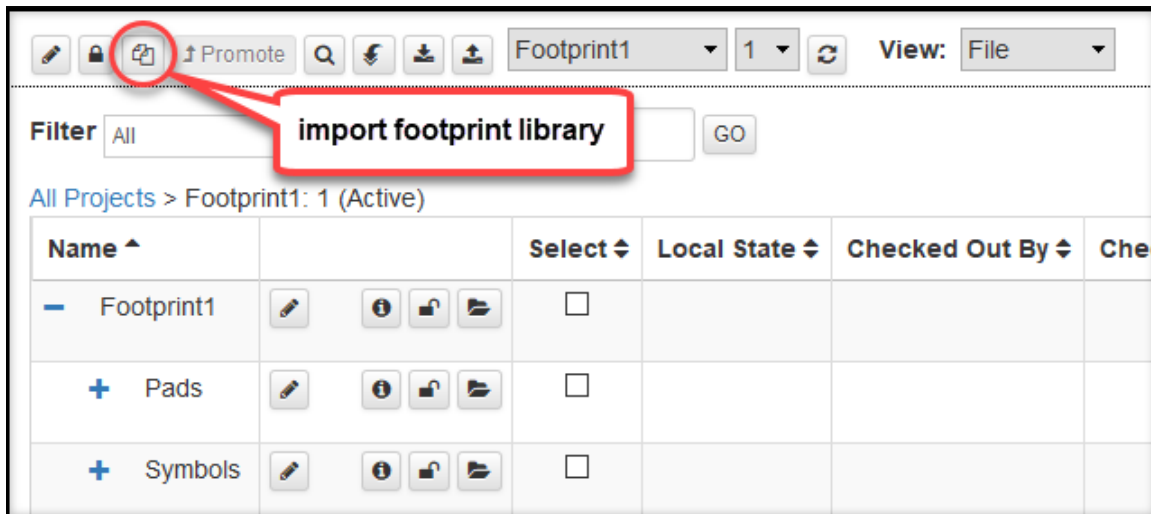 Promote Footprint1 1 View: File
Filter All import footprint library GO
All Projects > Footprint1: 1 (Active)
Name Select Local State Checked Out By Che
Footprint1
Pads
Symbols